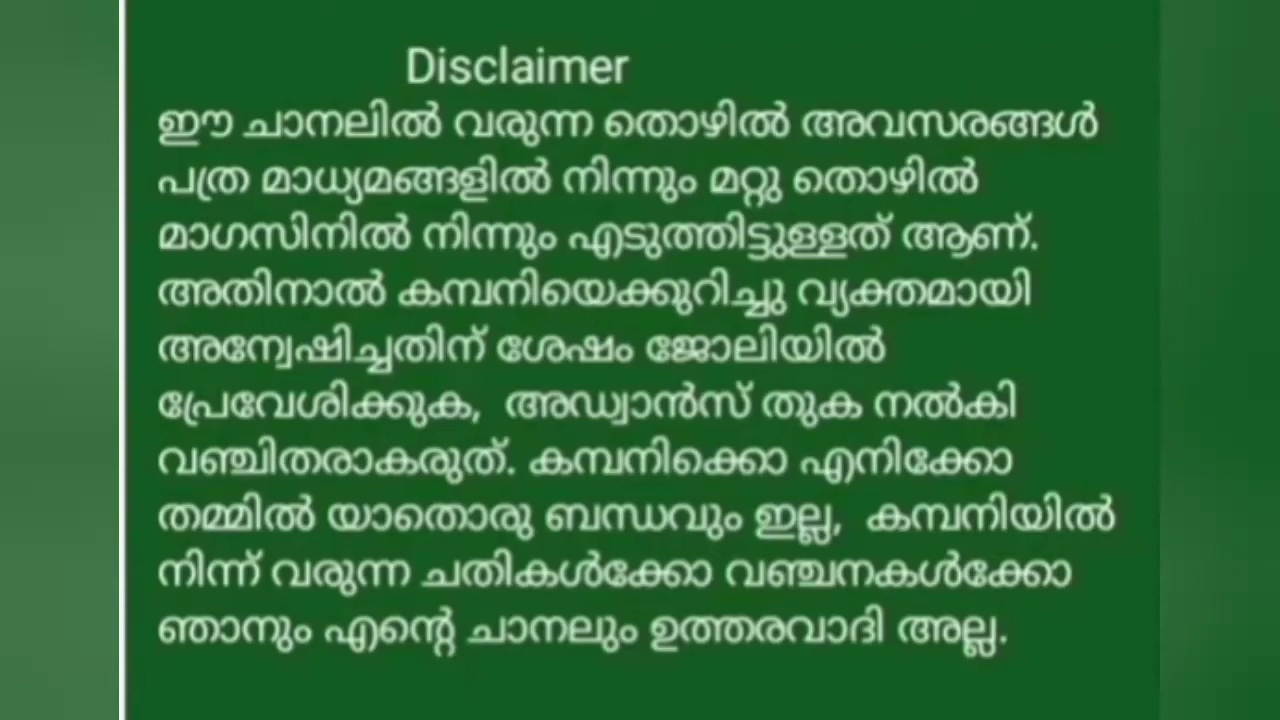 Disclaimer
ഈ ചാനലിൽ വരുന്ന തൊഴിൽ അവസരങ്ങൾ
പത്ര മാധ്യമങ്ങളിൽ നിന്നും മറ്റു തൊഴിൽ
മാഗസിനിൽ നിന്നും എടുത്തിട്ടുള്ളത് ആണ്.
അതിനാൽ കമ്പനിയെക്കുറിച്ചു വ്യക്തമായി
അന്വേഷിച്ചതിന് ശേഷം ജോലിയിൽ
പ്രേവേശിക്കുക, അഡ്വാൻസ് തുക നൽകി
വഞ്ചിതരാകരുത്. കമ്പനിക്കൊ എനിക്കോ
തമ്മിൽ യാതൊരു ബന്ധവും ഇല്ല, കമ്പനിയിൽ
നിന്ന് വരുന്ന ചതികൾക്കോ വഞ്ചനകൾക്കോ
ഞാനും എന്റെ ചാനലും ഉത്തരവാദി അല്ല.